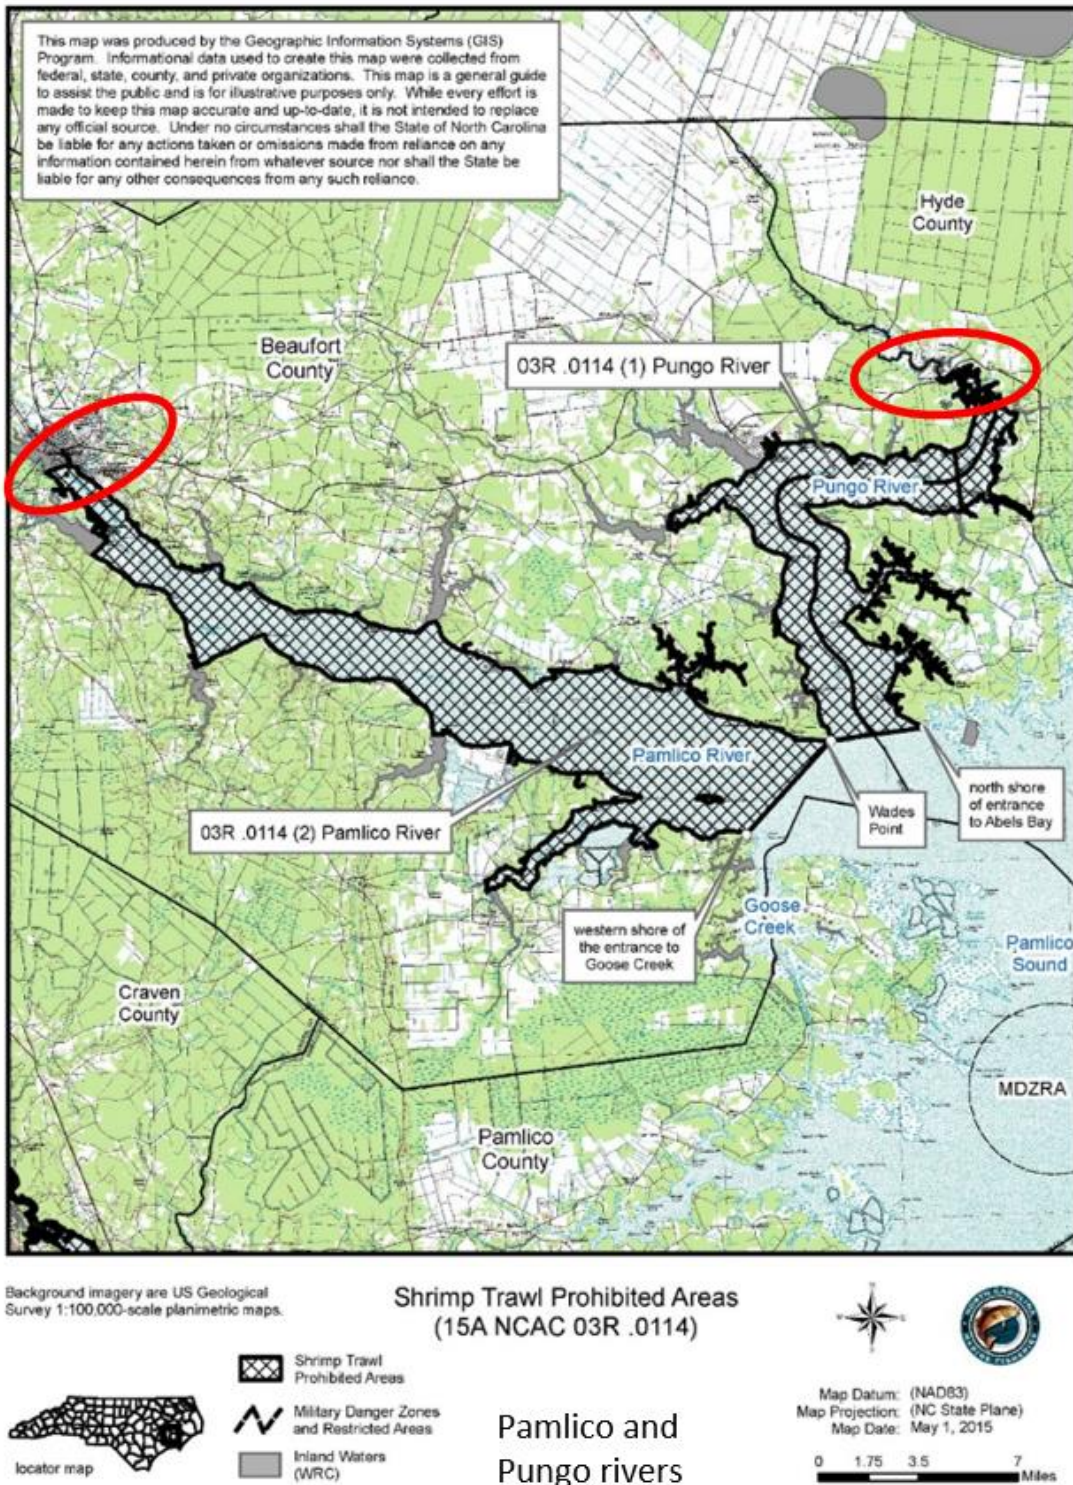 This map was produced by the Geographic Information Systems (GIS)
Program. Informational data used to create this map were collected from
federal, state, county, and private organizations. This map is a general guide
to assist the public and is for illustrative purposes only. While every effort is
made to keep this map accurate and up-to-date, it is not intended to replace
any official source. Under no circumstances shall the State of North Carolina
be liable for any actions taken or omissions made from reliance on any
information contained herein from whatever source nor shall the State be
liable for any other consequences from any such reliance.
Hyde
County
Beaufort
County
03R .0114 (1) Pungo River
Pungo River
Pamlico River
03R .0114 (2) Pamlico River
Wades
Point
north shore
of entrance
to Abels Bay
western shore of
the entrance to
Goose Creek
Goose
Creek
Pamlico
Sound
Craven
County
MDZRA
Pamlico
County
Background imagery are US Geological
Survey 1:100,000-scale planimetric maps.
Shrimp Trawl Prohibited Areas
(15A NCAC 03R .0114)
NORTH CAROLINA
MARINE FISHERIES
Shrimp Trawl
Prohibited Areas
Military Danger Zones
and Restricted Areas
Inland Waters
(WRC)
locator map
Pamlico and
Pungo rivers
Map Datum: (NAD83)
Map Projection: (NC State Plane)
Map Date: May 1, 2015
0 1.75 3.5 7
Miles